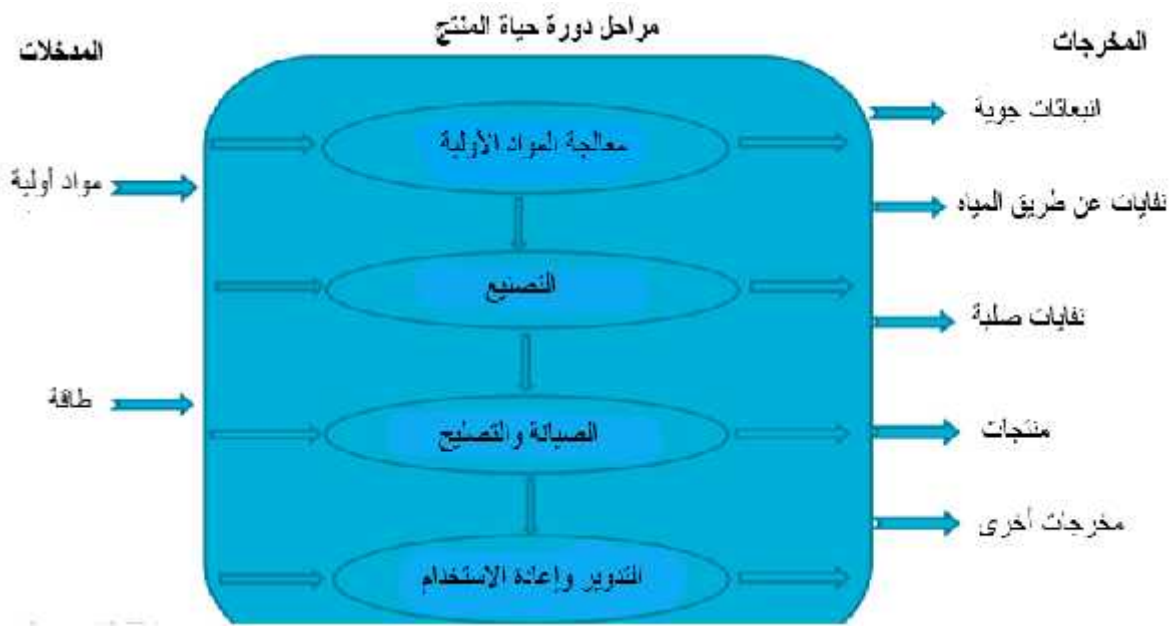 مراحل دورة حياة المنتج
المدخلات
المخرجات
انبعاثات جوية
معالجة المواد الأولية
مواد أولية
نفايات عن طريق المياه
التصنيع
نفايات صلبة
طاقة
الصيانة والتصليح
منتجات
مخرجات أخرى
التدوير وإعادة الاستخدام